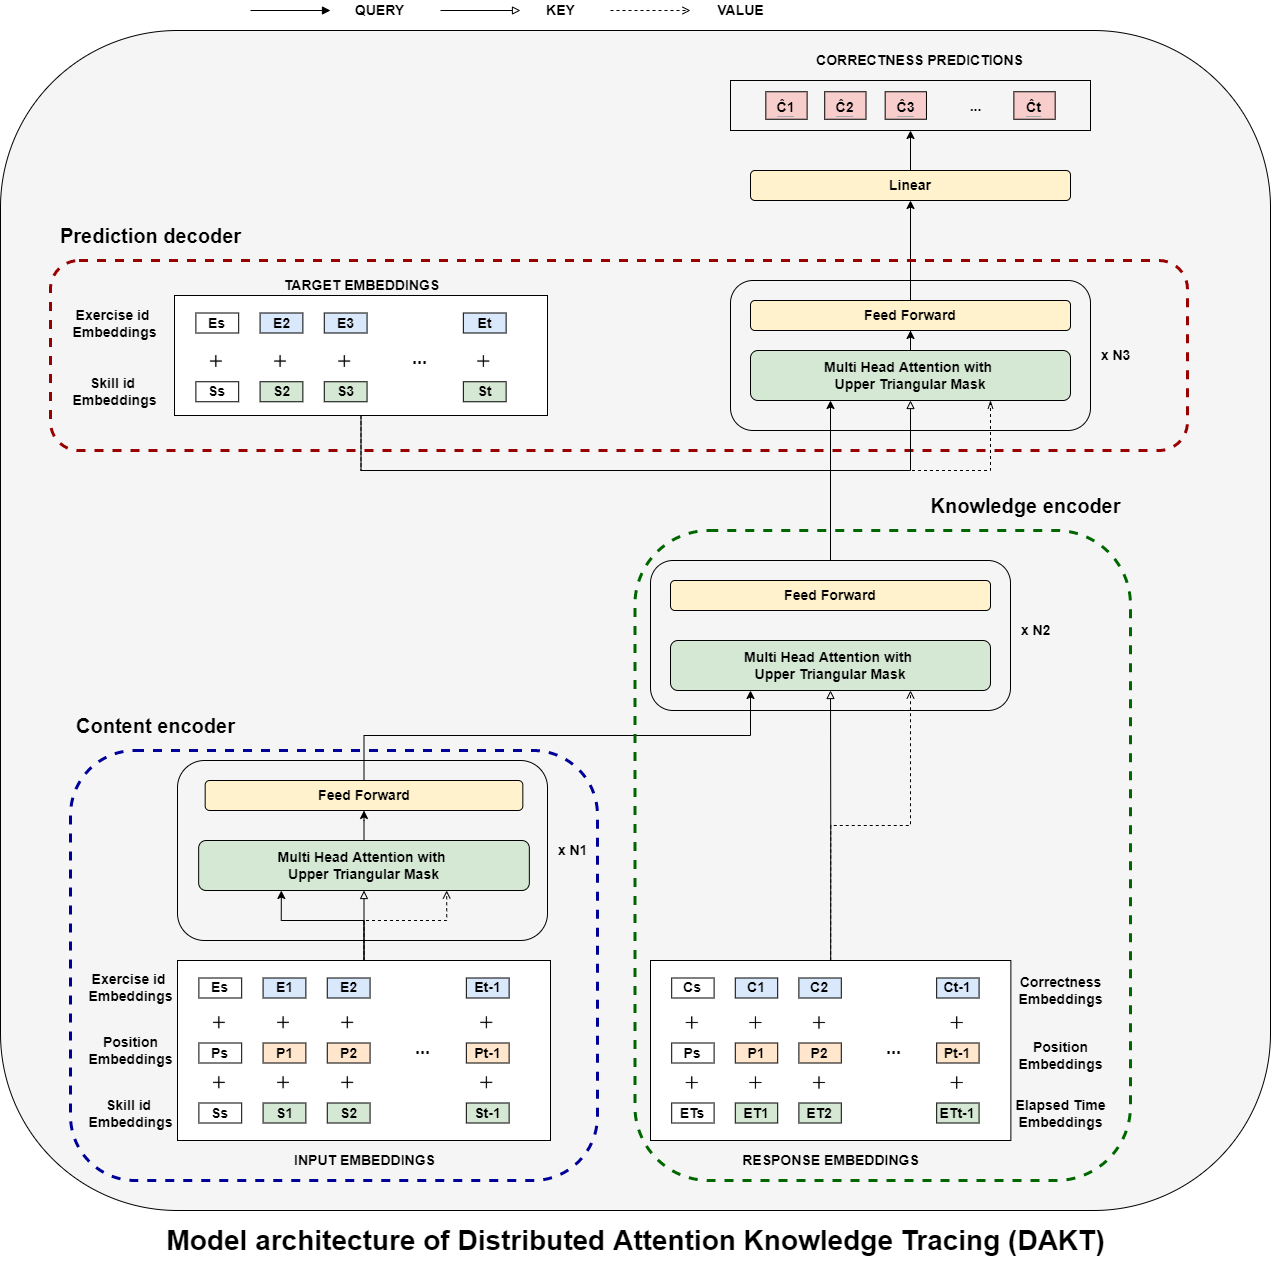 QUERY KEY VALUE
CORRECTNESS PREDICTIONS
Ĉ1 Ĉ2 Ĉ3 ... Ĉt
Linear
Prediction decoder
TARGET EMBEDDINGS
Exercise id
Embeddings
Es E2 E3 Et
+ + + ... +
Skill id
Embeddings
Ss S2 S3 St
Feed Forward
Multi Head Attention with
Upper Triangular Mask
x N3
Knowledge encoder
Feed Forward
Multi Head Attention with
Upper Triangular Mask
x N2
Content encoder
Feed Forward
Multi Head Attention with
Upper Triangular Mask
x N1
Exercise id
Embeddings
Es E1 E2 Et-1
+ + + +
Position
Embeddings
Ps P1 P2 ... Pt-1
+ + + +
Skill id
Embeddings
Ss S1 S2 St-1
INPUT EMBEDDINGS
Cs C1 C2 Ct-1
Correctness
Embeddings
+ + + +
Ps P1 P2 ... Pt-1
Position
Embeddings
+ + + +
ETs ET1 ET2 ETt-1
Elapsed Time
Embeddings
RESPONSE EMBEDDINGS
Model architecture of Distributed Attention Knowledge Tracing (DAKT)